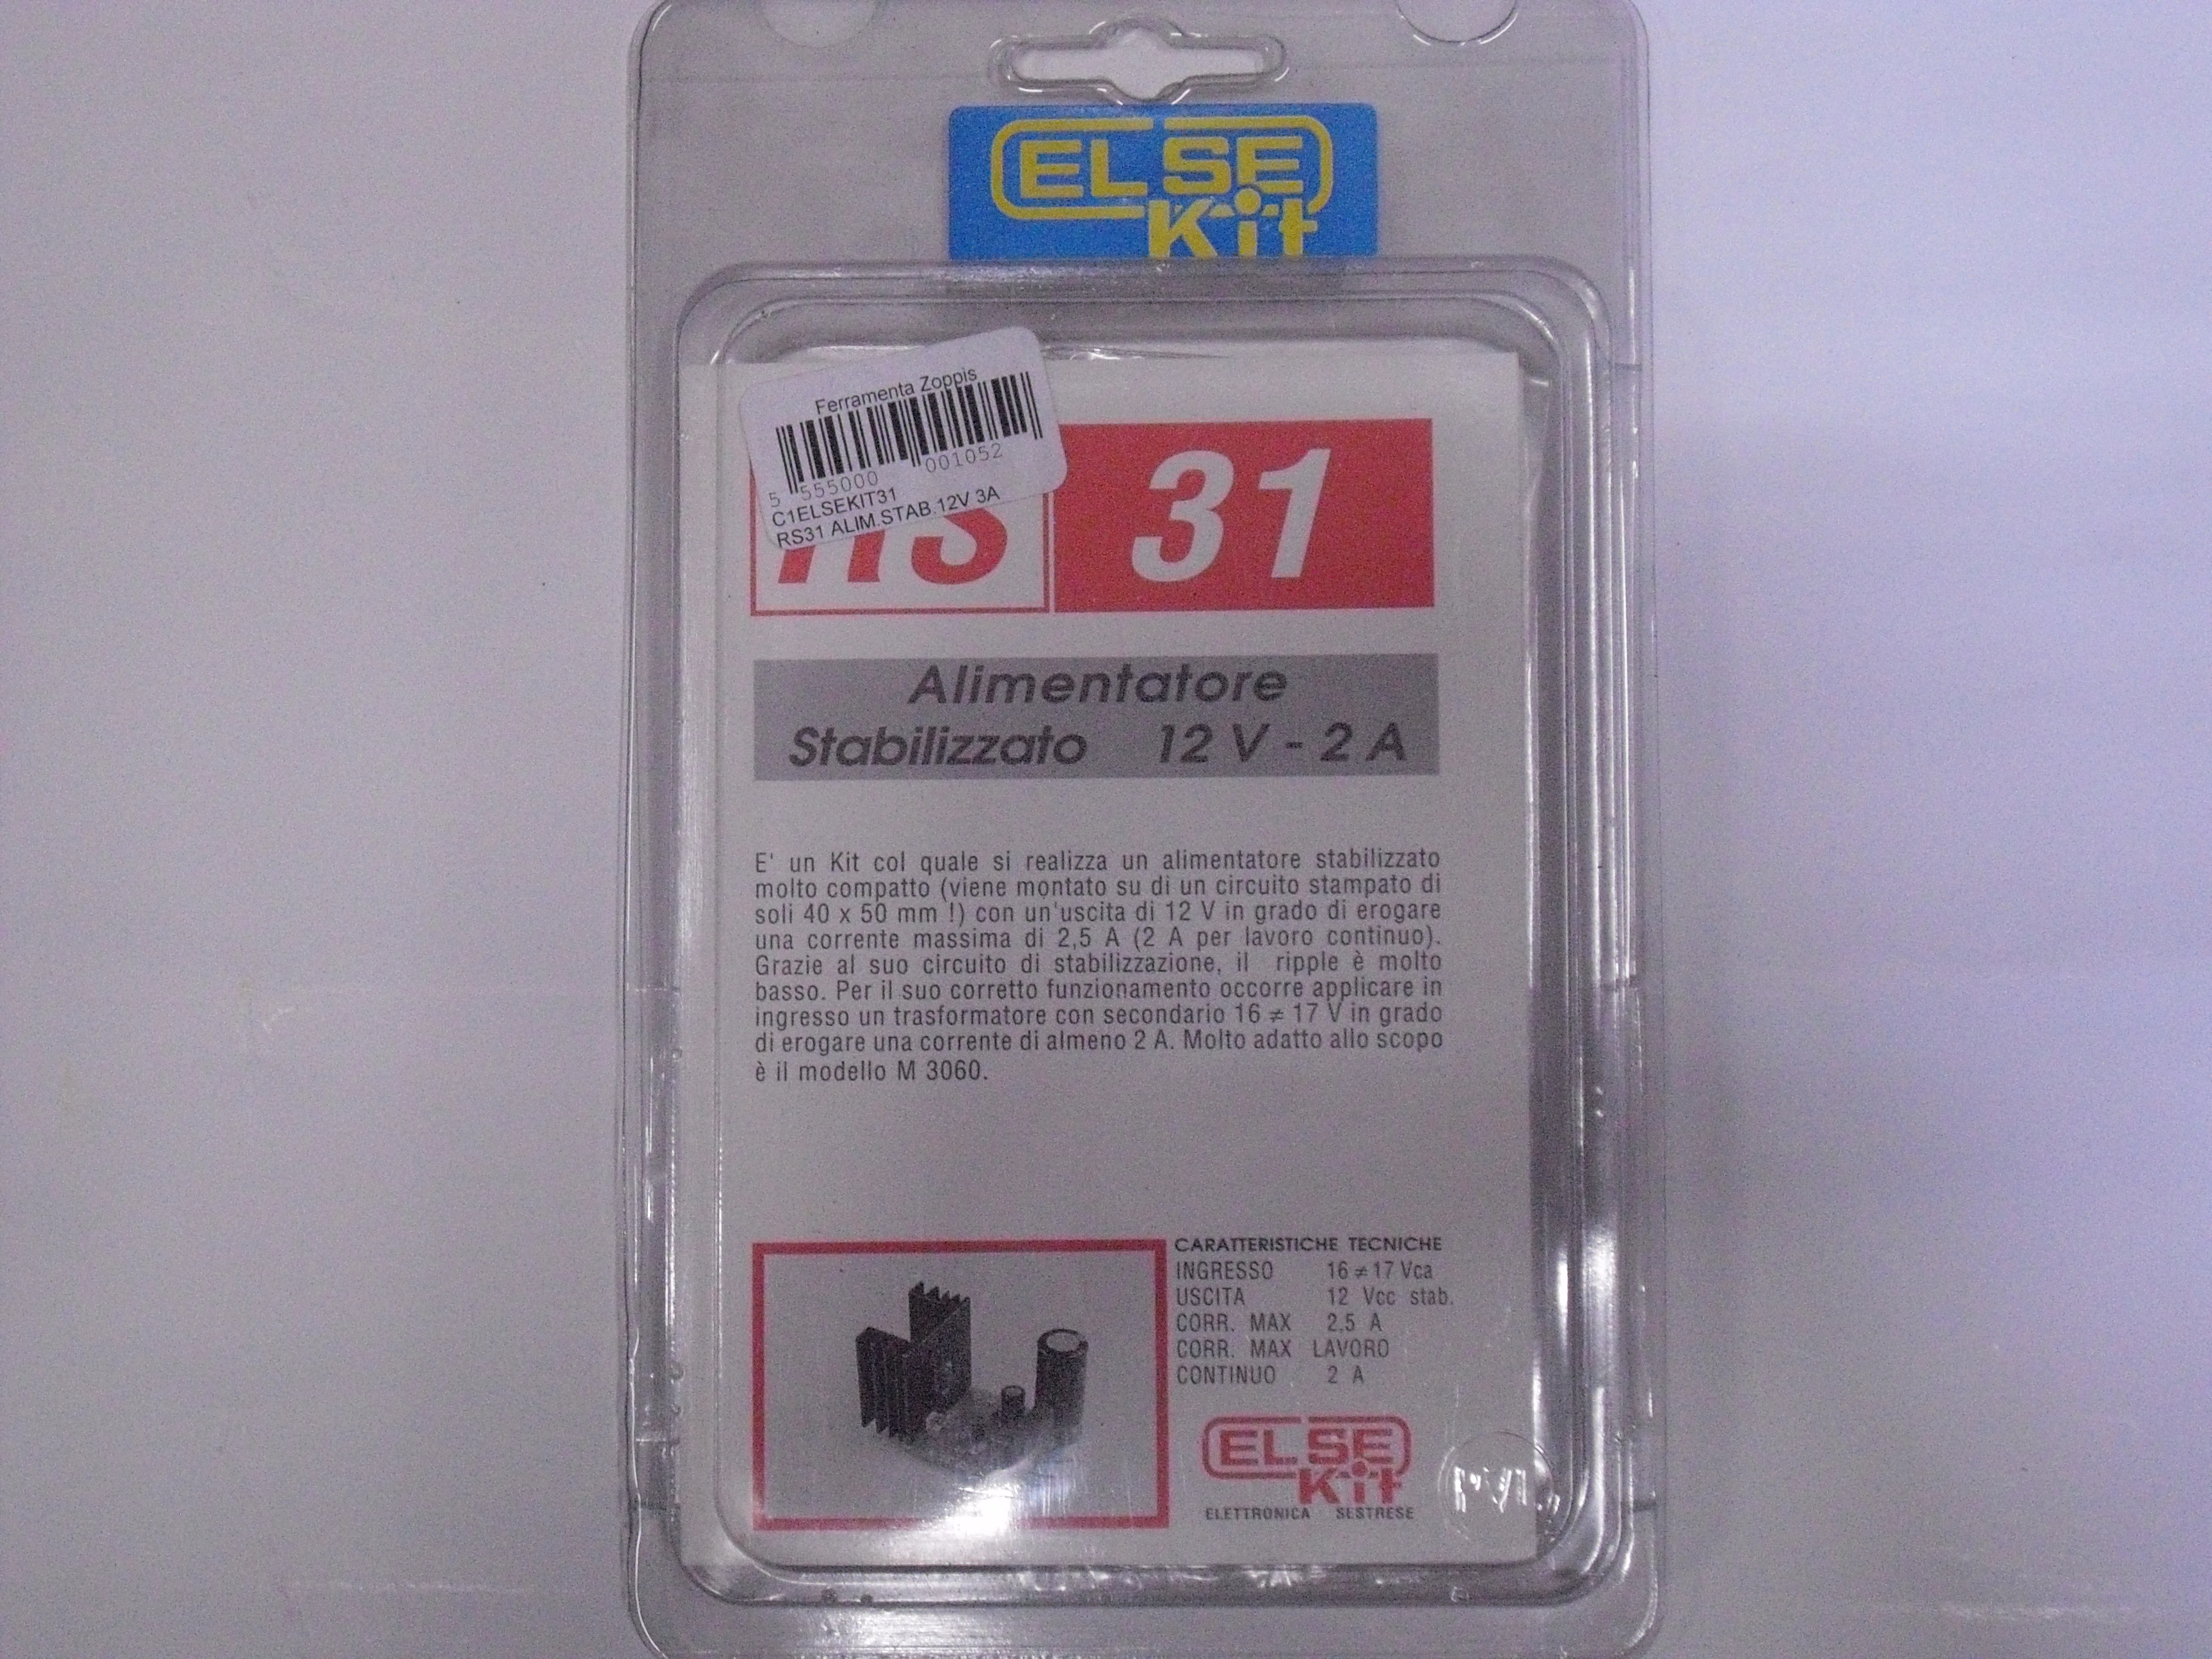 ELSE
Kit
Ferramenta Zoppis
5 555000 001052
C1ELSEKIT31
RS31 ALIM.STAB.12V 3A
RS 31
Alimentatore
Stabilizzato 12 V - 2 A
E' un Kit col quale si realizza un alimentatore stabilizzato
molto compatto (viene montato su di un circuito stampato di
soli 40 x 50 mm !) con un'uscita di 12 V in grado di erogare
una corrente massima di 2,5 A (2 A per lavoro continuo).
Grazie al suo circuito di stabilizzazione, il ripple è molto
basso. Per il suo corretto funzionamento occorre applicare in
ingresso un trasformatore con secondario 16 ≠ 17 V in grado
di erogare una corrente di almeno 2 A. Molto adatto allo scopo
è il modello M 3060.
CARATTERISTICHE TECNICHE
INGRESSO 16 ≠ 17 Vca
USCITA 12 Vcc stab.
CORR. MAX 2,5 A
CORR. MAX LAVORO
CONTINUO 2 A
ELSE
Kit
ELETTRONICA SESTRESE